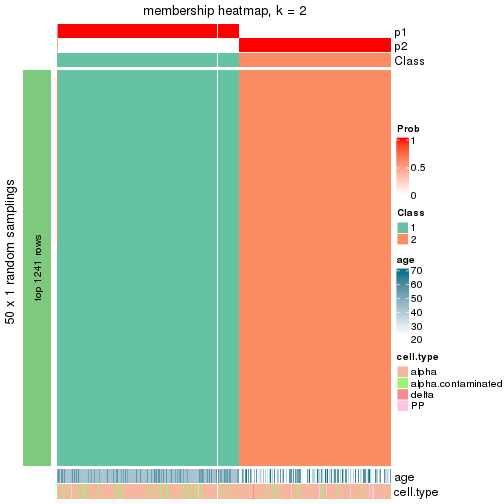 membership heatmap, k = 2
p1
p2
Class
50 x 1 random samplings
top 1241 rows
Prob
1
0.5
0
Class
1
2
age
70
60
50
40
30
20
cell.type
alpha
alpha.contaminated
delta
PP
age
cell.type